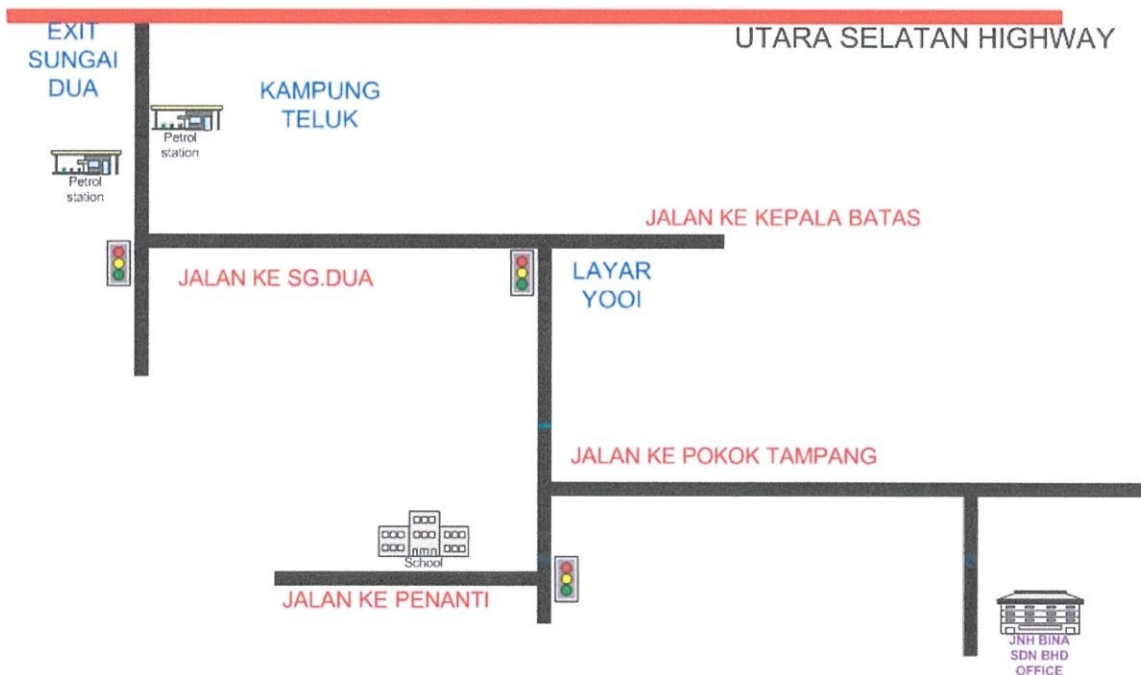 UTARA SELATAN HIGHWAY
EXIT
SUNGAI
DUA
KAMPUNG
TELUK
Petrol
station
Petrol
station
JALAN KE KEPALA BATAS
JALAN KE SG.DUA
LAYAR
YOOI
JALAN KE POKOK TAMPANG
School
JALAN KE PENANTI
JNH BINA
SDN BHD
OFFICE